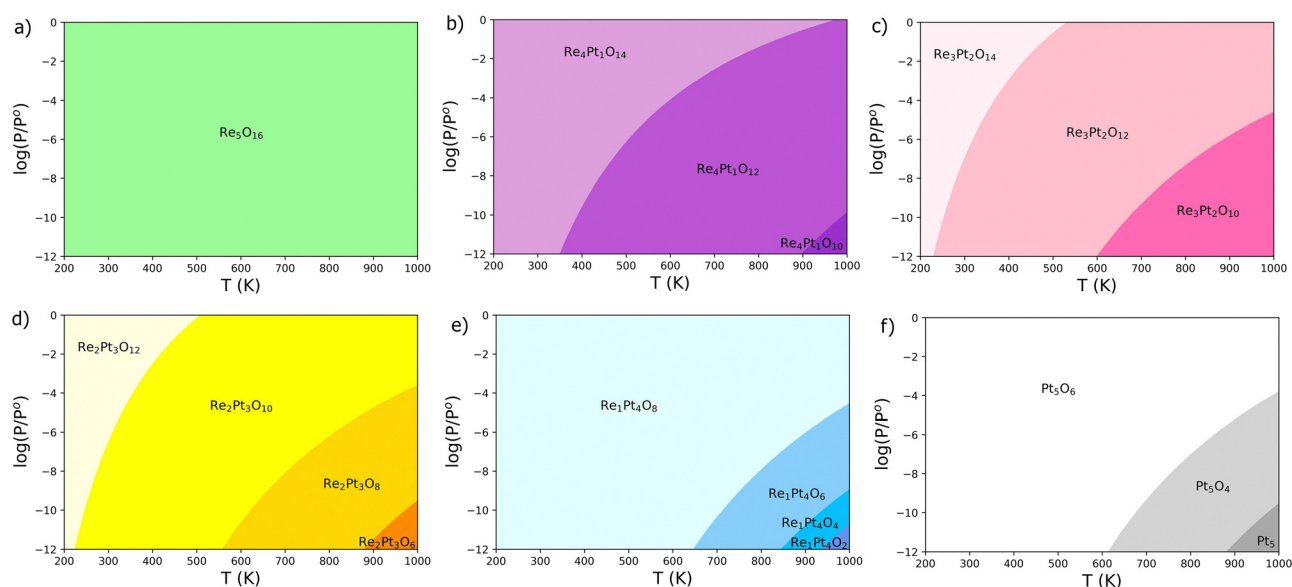 a)
0
−2
−4
−6
−8
−10
−12
log(P/Pº)
Re₅O₁₆
200 300 400 500 600 700 800 900 1000
T (K)
b)
0
−2
−4
−6
−8
−10
−12
log(P/Pº)
Re₄Pt₁O₁₄
Re₄Pt₁O₁₂
Re₄Pt₁O₁₀
200 300 400 500 600 700 800 900 1000
T (K)
c)
0
−2
−4
−6
−8
−10
−12
log(P/Pº)
Re₃Pt₂O₁₄
Re₃Pt₂O₁₂
Re₃Pt₂O₁₀
200 300 400 500 600 700 800 900 1000
T (K)
d)
0
−2
−4
−6
−8
−10
−12
log(P/Pº)
Re₂Pt₃O₁₂
Re₂Pt₃O₁₀
Re₂Pt₃O₈
Re₂Pt₃O₆
200 300 400 500 600 700 800 900 1000
T (K)
e)
0
−2
−4
−6
−8
−10
−12
log(P/Pº)
Re₁Pt₄O₈
Re₁Pt₄O₆
Re₁Pt₄O₄
Re₁Pt₄O₂
200 300 400 500 600 700 800 900 1000
T (K)
f)
0
−2
−4
−6
−8
−10
−12
log(P/Pº)
Pt₅O₆
Pt₅O₄
Pt₅
200 300 400 500 600 700 800 900 1000
T (K)